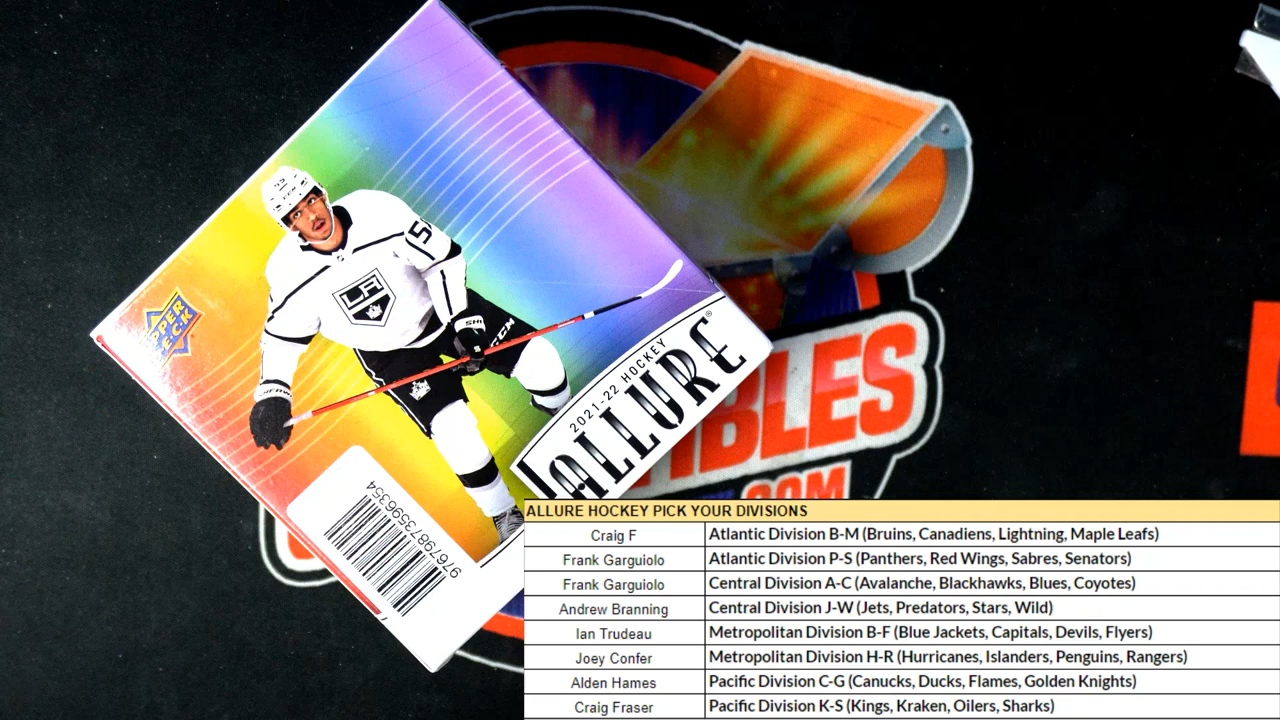 UPPER DECK
LA
2021-22 HOCKEY
ALLURE®
97679873596354
IBLES
.COM
ALLURE HOCKEY PICK YOUR DIVISIONS
Craig F Atlantic Division B-M (Bruins, Canadiens, Lightning, Maple Leafs)
Frank Garguiolo Atlantic Division P-S (Panthers, Red Wings, Sabres, Senators)
Frank Garguiolo Central Division A-C (Avalanche, Blackhawks, Blues, Coyotes)
Andrew Branning Central Division J-W (Jets, Predators, Stars, Wild)
Ian Trudeau Metropolitan Division B-F (Blue Jackets, Capitals, Devils, Flyers)
Joey Confer Metropolitan Division H-R (Hurricanes, Islanders, Penguins, Rangers)
Alden Hames Pacific Division C-G (Canucks, Ducks, Flames, Golden Knights)
Craig Fraser Pacific Division K-S (Kings, Kraken, Oilers, Sharks)